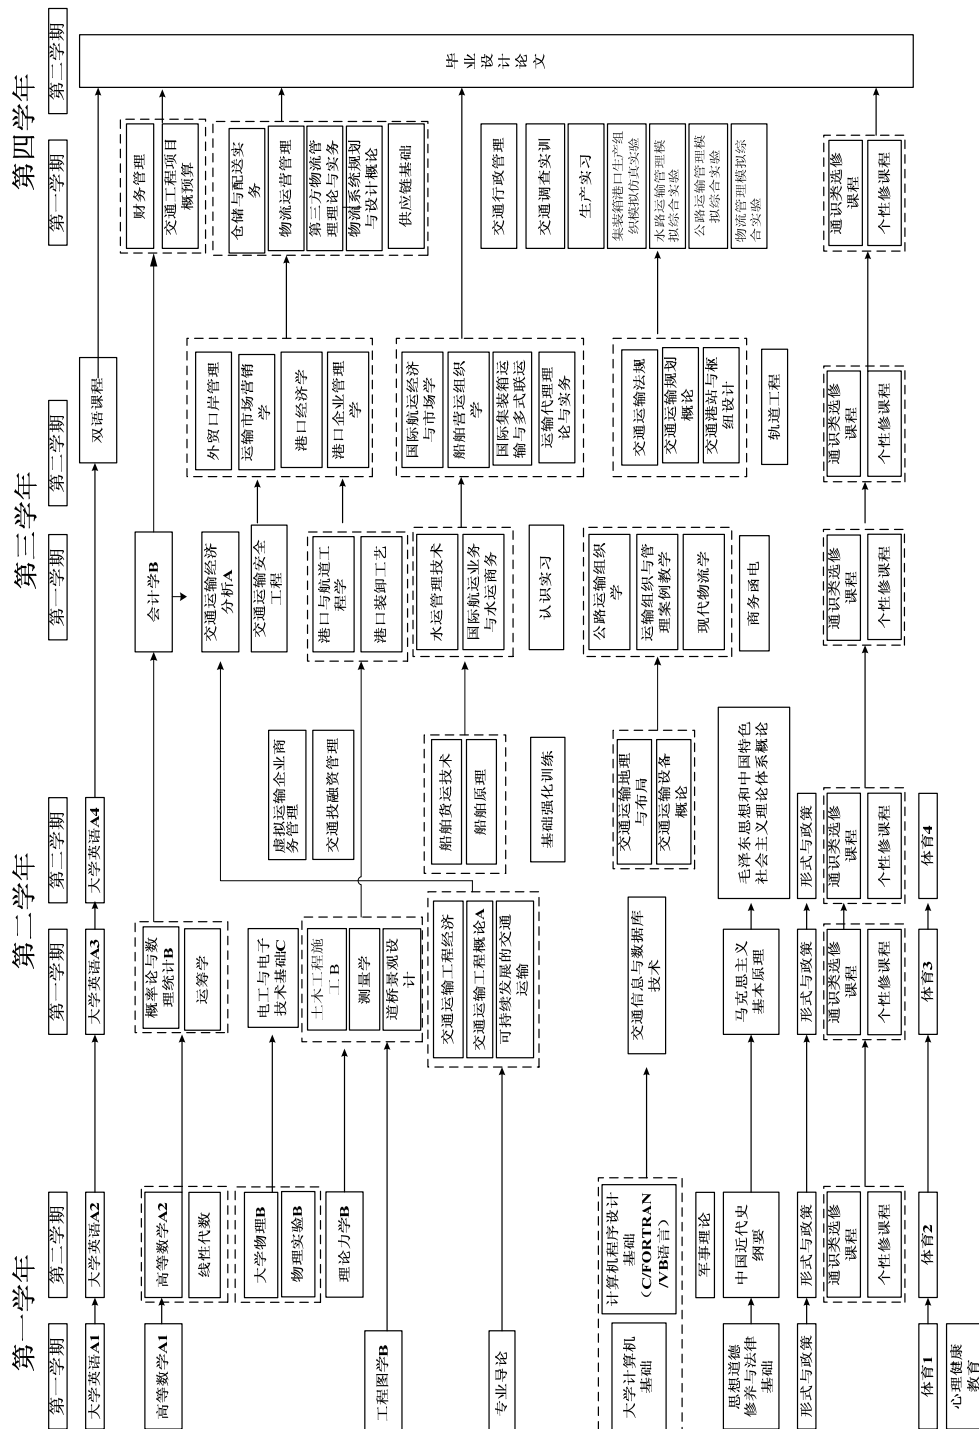 第一学年
第二学年
第三学年
第四学年
第一学期
第二学期
第一学期
第二学期
第一学期
第二学期
第一学期
第二学期
大学英语A1
大学英语A2
大学英语A3
大学英语A4
双语课程
高等数学A1
高等数学A2
线性代数
概率论与数
理统计B
运筹学
会计学B
财务管理
交通工程项目
概预算
大学物理B
物理实验B
电工与电子
技术基础C
交通运输经济
分析A
交通运输安全
工程
外贸口岸管理
运输市场营销
学
港口经济学
港口企业管理
学
仓储与配送实
务
物流运营管理
第三方物流管
理理论与实务
物流系统规划
与设计概论
供应链基础
理论力学B
工程图学B
土木工程施
工B
测量学
道桥景观设
计
虚拟运输企业商
务管理
交通投融资管理
港口与航道工
程学
港口装卸工艺
专业导论
交通运输工程经济
交通运输工程概论A
可持续发展的交通
运输
船舶货运技术
船舶原理
水运管理技术
国际航运业务
与水运商务
国际航运经济
与市场学
船舶营运组织
学
国际集装箱运
输与多式联运
运输代理理
论与实务
毕业设计论文
基础强化训练
认识实习
交通行政管理
交通调查实训
生产实习
集装箱港口生产组
织模拟仿真实验
水路运输管理模
拟综合实验
公路运输管理模
拟综合实验
物流管理模拟综
合实验
大学计算机
基础
计算机程序设计
基础
（C/FORTRAN
/VB语言）
交通信息与数据库
技术
交通运输地理
与布局
交通运输设备
概论
公路运输组织
学
运输组织与管
理案例教学
现代物流学
交通运输法规
交通运输规划
概论
交通港站与枢
纽设计
军事理论
商务函电
轨道工程
思想道德
修养与法律
基础
中国近代史
纲要
马克思主义
基本原理
毛泽东思想和中国特色
社会主义理论体系概论
形式与政策
形式与政策
形式与政策
形式与政策
通识类选修
课程
个性修课程
通识类选修
课程
个性修课程
通识类选修
课程
个性修课程
通识类选修
课程
个性修课程
通识类选修
课程
个性修课程
通识类选修
课程
个性修课程
体育1
体育2
体育3
体育4
心理健康
教育